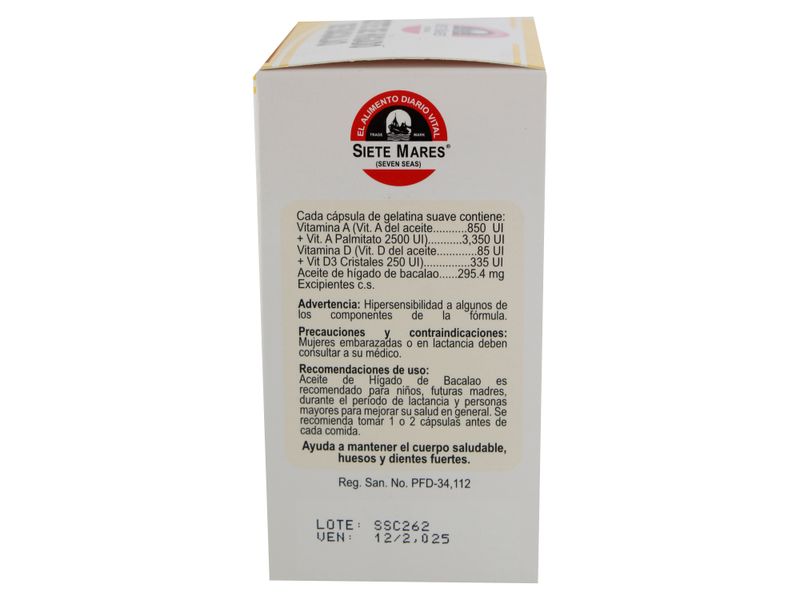 EL ALIMENTO DIARIO VITAL
TRADE MARK
SIETE MARES®
(SEVEN SEAS)
Cada cápsula de gelatina suave contiene:
Vitamina A (Vit. A del aceite...........850 UI
+ Vit. A Palmitato 2500 UI)..........3,350 UI
Vitamina D (Vit. D del aceite.............85 UI
+ Vit D3 Cristales 250 UI)...............335 UI
Aceite de hígado de bacalao......295.4 mg
Excipientes c.s.
Advertencia: Hipersensibilidad a algunos de
los componentes de la fórmula.
Precauciones y contraindicaciones:
Mujeres embarazadas o en lactancia deben
consultar a su médico.
Recomendaciones de uso:
Aceite de Hígado de Bacalao es
recomendado para niños, futuras madres,
durante el período de lactancia y personas
mayores para mejorar su salud en general. Se
recomienda tomar 1 o 2 cápsulas antes de
cada comida.
Ayuda a mantener el cuerpo saludable,
huesos y dientes fuertes.
Reg. San. No. PFD-34,112
LOTE: SSC262
VEN: 12/2,025